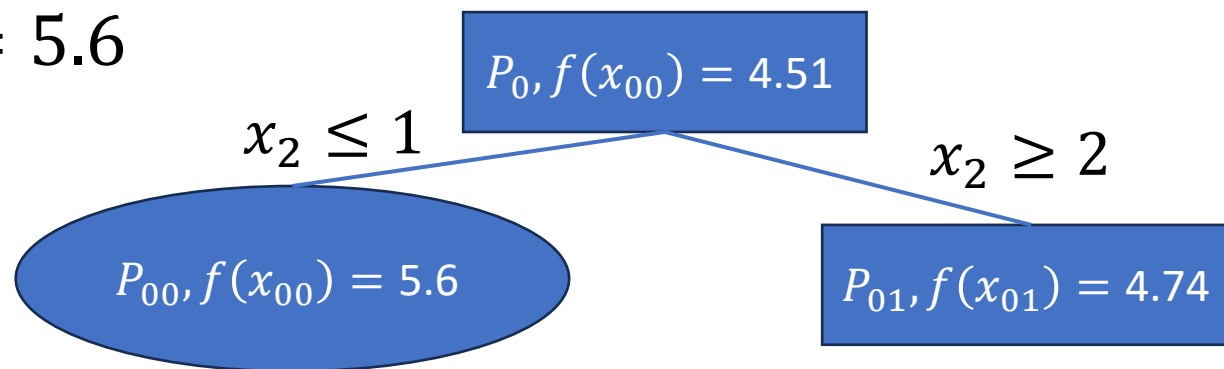 = 5.6
P₀, f(x₀₀) = 4.51
x₂ ≤ 1
x₂ ≥ 2
P₀₀, f(x₀₀) = 5.6
P₀₁, f(x₀₁) = 4.74